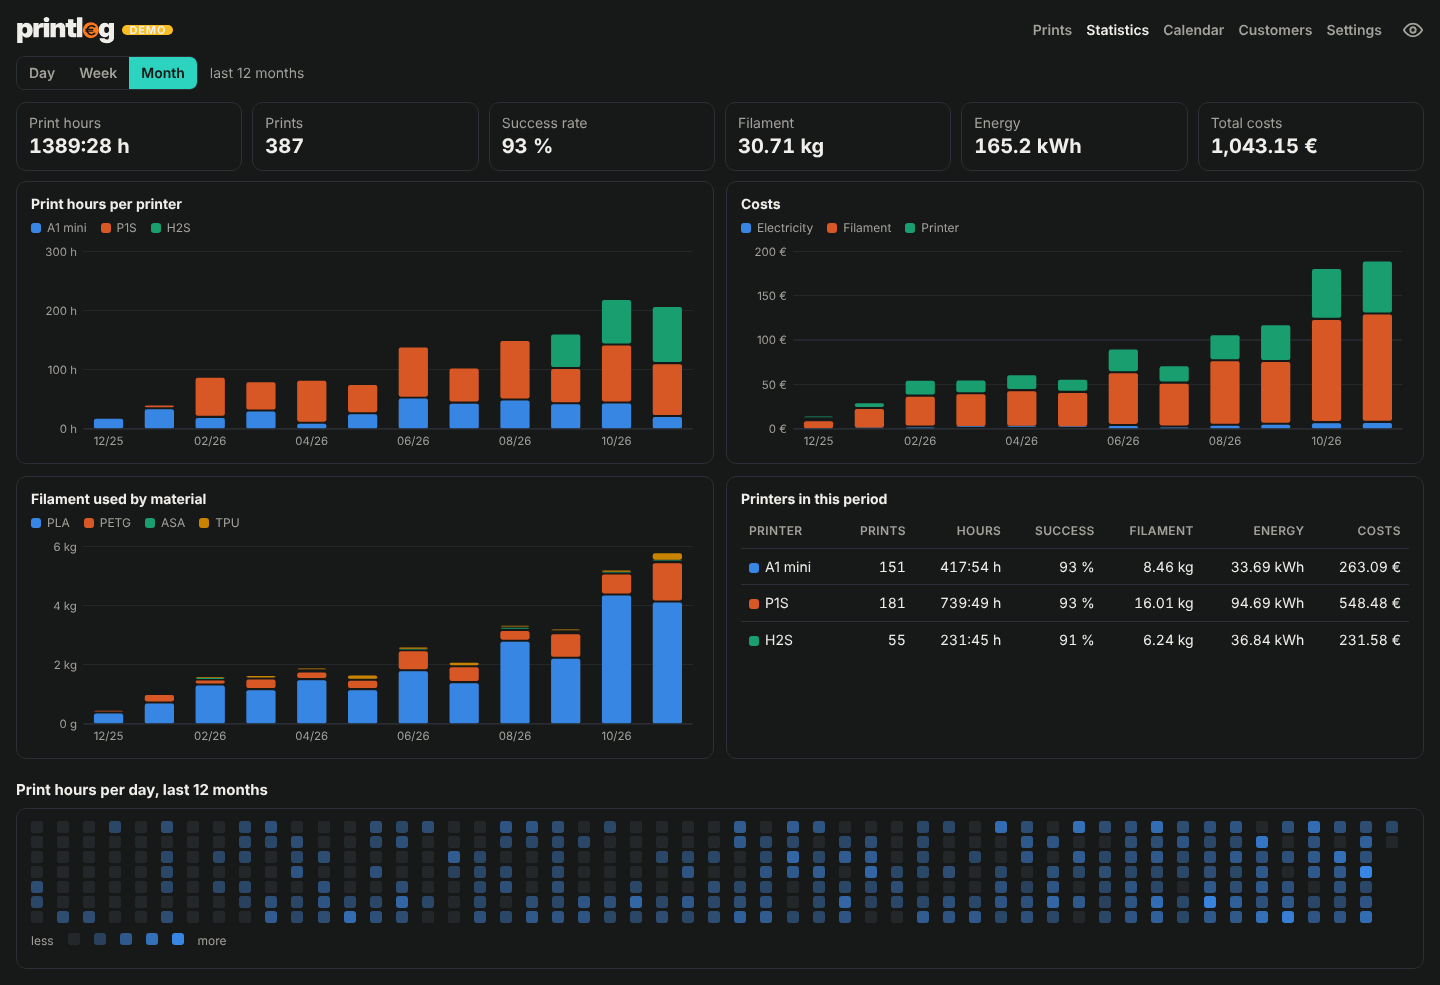 printlog DEMO
Prints Statistics Calendar Customers Settings
Day Week Month last 12 months
Print hours
1389:28 h
Prints
387
Success rate
93 %
Filament
30.71 kg
Energy
165.2 kWh
Total costs
1,043.15 €
Print hours per printer
A1 mini P1S H2S
300 h
200 h
100 h
0 h
12/25 02/26 04/26 06/26 08/26 10/26
Costs
Electricity Filament Printer
200 €
150 €
100 €
50 €
0 €
12/25 02/26 04/26 06/26 08/26 10/26
Filament used by material
PLA PETG ASA TPU
6 kg
4 kg
2 kg
0 g
12/25 02/26 04/26 06/26 08/26 10/26
Printers in this period
PRINTER PRINTS HOURS SUCCESS FILAMENT ENERGY COSTS
A1 mini 151 417:54 h 93 % 8.46 kg 33.69 kWh 263.09 €
P1S 181 739:49 h 93 % 16.01 kg 94.69 kWh 548.48 €
H2S 55 231:45 h 91 % 6.24 kg 36.84 kWh 231.58 €
Print hours per day, last 12 months
less more